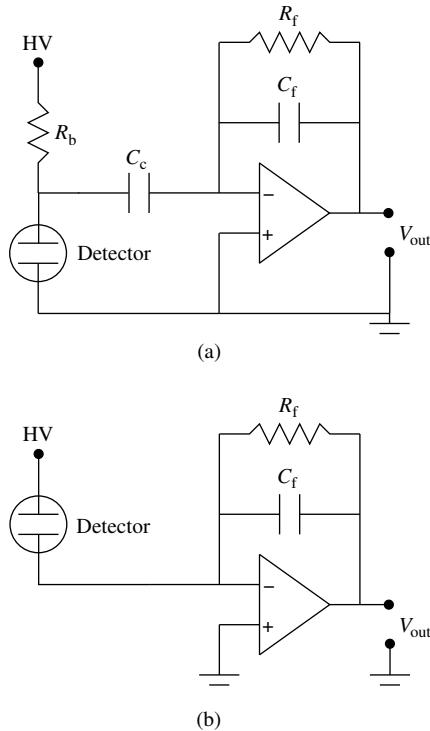 R_f
HV
C_f
R_b
C_c
−
+
Detector
V_out
(a)
R_f
HV
C_f
Detector
−
+
V_out
(b)